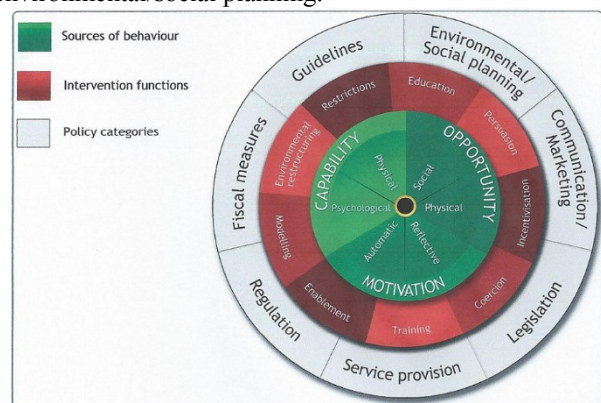 environmental/social planning.
Sources of behaviour
Intervention functions
Policy categories
Guidelines
Environmental/
Social planning
Communication/
Marketing
Legislation
Service provision
Regulation
Fiscal measures
Restrictions
Education
Persuasion
Incentivisation
Coercion
Training
Enablement
Modelling
Environmental
restructuring
CAPABILITY
Physical
Psychological
OPPORTUNITY
Social
Physical
MOTIVATION
Automatic
Reflective